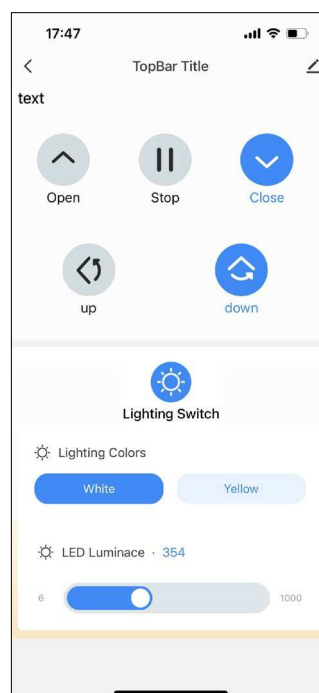 17:47
TopBar Title
text
Open Stop Close
up down
Lighting Switch
Lighting Colors
White Yellow
LED Luminace · 354
6 1000